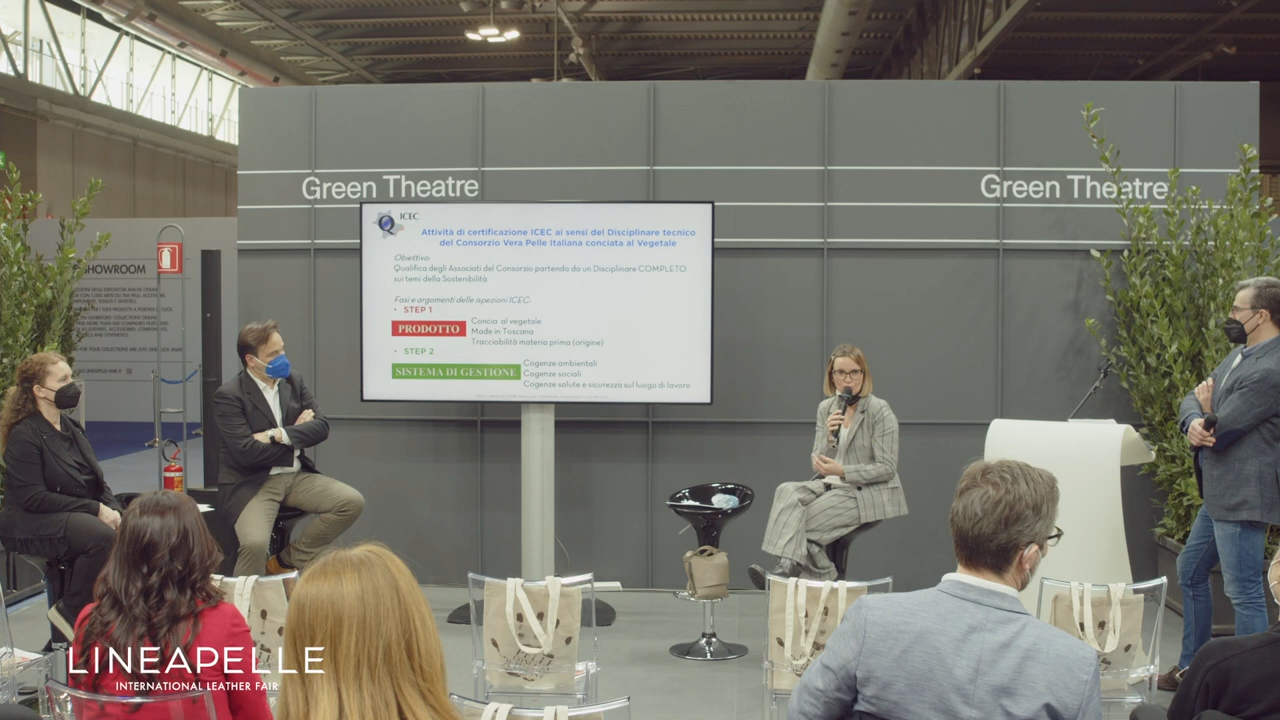 Green Theatre
Green Theatre
ICEC
Attività di certificazione ICEC ai sensi del Disciplinare tecnico
del Consorzio Vera Pelle Italiana conciata al Vegetale
Obiettivo:
Qualifica degli Associati del Consorzio partendo da un Disciplinare COMPLETO
sui temi della Sostenibilità
Fasi e argomenti delle ispezioni ICEC:
• STEP 1
PRODOTTO
Concia al vegetale
Made in Toscana
Tracciabilità materia prima (origine)
• STEP 2
SISTEMA DI GESTIONE
Cogenze ambientali
Cogenze sociali
Cogenze salute e sicurezza sul luogo di lavoro
SHOWROOM
LINEAPELLE
INTERNATIONAL LEATHER FAIR